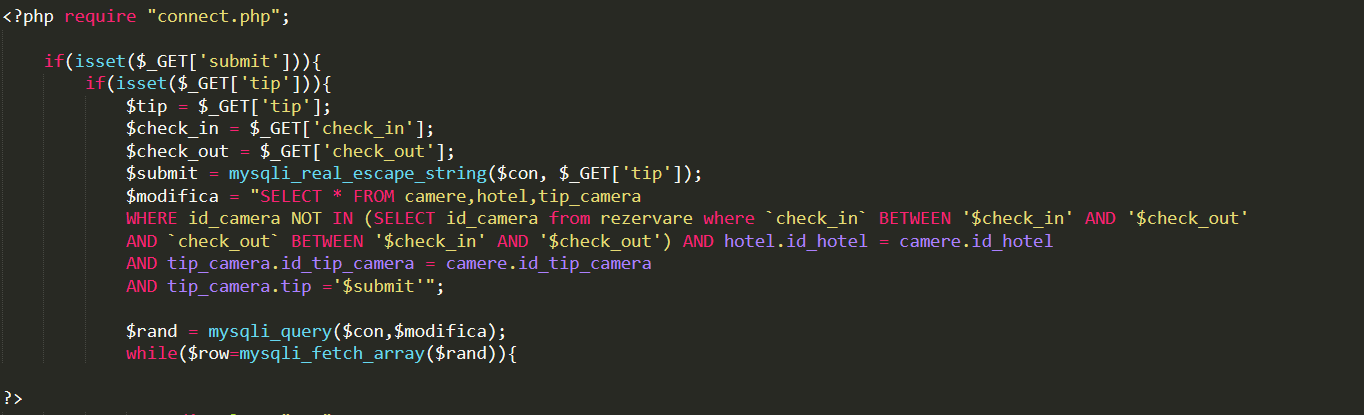 <?php require "connect.php";
if(isset($_GET['submit'])){
if(isset($_GET['tip'])){
$tip = $_GET['tip'];
$check_in = $_GET['check_in'];
$check_out = $_GET['check_out'];
$submit = mysqli_real_escape_string($con, $_GET['tip']);
$modifica = "SELECT * FROM camere,hotel,tip_camera
WHERE id_camera NOT IN (SELECT id_camera from rezervare where `check_in` BETWEEN '$check_in' AND '$check_out'
AND `check_out` BETWEEN '$check_in' AND '$check_out') AND hotel.id_hotel = camere.id_hotel
AND tip_camera.id_tip_camera = camere.id_tip_camera
AND tip_camera.tip ='$submit'";
$rand = mysqli_query($con,$modifica);
while($row=mysqli_fetch_array($rand)){
?>